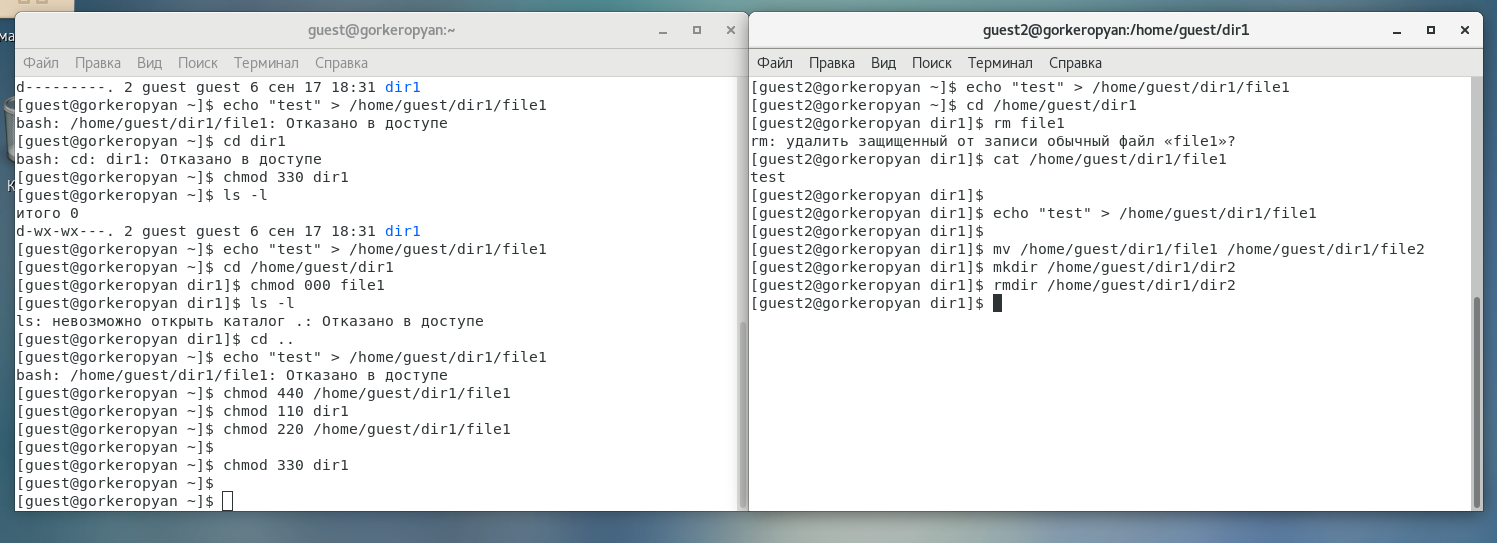 ма
К
guest@gorkeropyan:~
Файл Правка Вид Поиск Терминал Справка
d---------. 2 guest guest 6 сен 17 18:31 dir1
[guest@gorkeropyan ~]$ echo "test" > /home/guest/dir1/file1
bash: /home/guest/dir1/file1: Отказано в доступе
[guest@gorkeropyan ~]$ cd dir1
bash: cd: dir1: Отказано в доступе
[guest@gorkeropyan ~]$ chmod 330 dir1
[guest@gorkeropyan ~]$ ls -l
итого 0
d-wx-wx---. 2 guest guest 6 сен 17 18:31 dir1
[guest@gorkeropyan ~]$ echo "test" > /home/guest/dir1/file1
[guest@gorkeropyan ~]$ cd /home/guest/dir1
[guest@gorkeropyan dir1]$ chmod 000 file1
[guest@gorkeropyan dir1]$ ls -l
ls: невозможно открыть каталог .: Отказано в доступе
[guest@gorkeropyan dir1]$ cd ..
[guest@gorkeropyan ~]$ echo "test" > /home/guest/dir1/file1
bash: /home/guest/dir1/file1: Отказано в доступе
[guest@gorkeropyan ~]$ chmod 440 /home/guest/dir1/file1
[guest@gorkeropyan ~]$ chmod 110 dir1
[guest@gorkeropyan ~]$ chmod 220 /home/guest/dir1/file1
[guest@gorkeropyan ~]$
[guest@gorkeropyan ~]$ chmod 330 dir1
[guest@gorkeropyan ~]$
[guest@gorkeropyan ~]$
guest2@gorkeropyan:/home/guest/dir1
Файл Правка Вид Поиск Терминал Справка
[guest2@gorkeropyan ~]$ echo "test" > /home/guest/dir1/file1
[guest2@gorkeropyan ~]$ cd /home/guest/dir1
[guest2@gorkeropyan dir1]$ rm file1
rm: удалить защищенный от записи обычный файл «file1»?
[guest2@gorkeropyan dir1]$ cat /home/guest/dir1/file1
test
[guest2@gorkeropyan dir1]$
[guest2@gorkeropyan dir1]$ echo "test" > /home/guest/dir1/file1
[guest2@gorkeropyan dir1]$
[guest2@gorkeropyan dir1]$ mv /home/guest/dir1/file1 /home/guest/dir1/file2
[guest2@gorkeropyan dir1]$ mkdir /home/guest/dir1/dir2
[guest2@gorkeropyan dir1]$ rmdir /home/guest/dir1/dir2
[guest2@gorkeropyan dir1]$